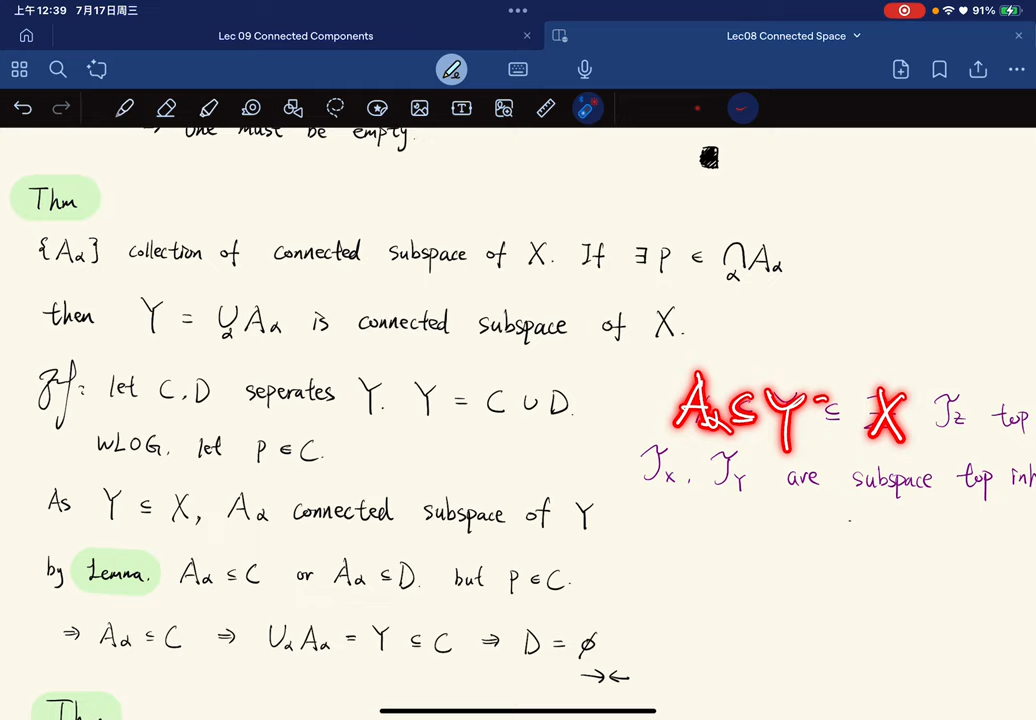 上午12:39 7月17日周三
91%
Lec 09 Connected Components
Lec08 Connected Space
→ One must be empty.
Thm
{Aα} collection of connected subspace of X. If ∃ p ∈ ⋂α Aα
then Y = ⋃α Aα is connected subspace of X.
Pf: let C, D seperates Y. Y = C ∪ D.
WLOG, let p ∈ C.
As Y ⊆ X, Aα connected subspace of Y
by Lemma. Aα ⊆ C or Aα ⊆ D. but p ∈ C.
⇒ Aα ⊆ C ⇒ ∪α Aα = Y ⊆ C ⇒ D = ∅
→←
Aα ⊆ Y ⊆ X 𝒯z top
𝒯X, 𝒯Y are subspace top inh
Thm